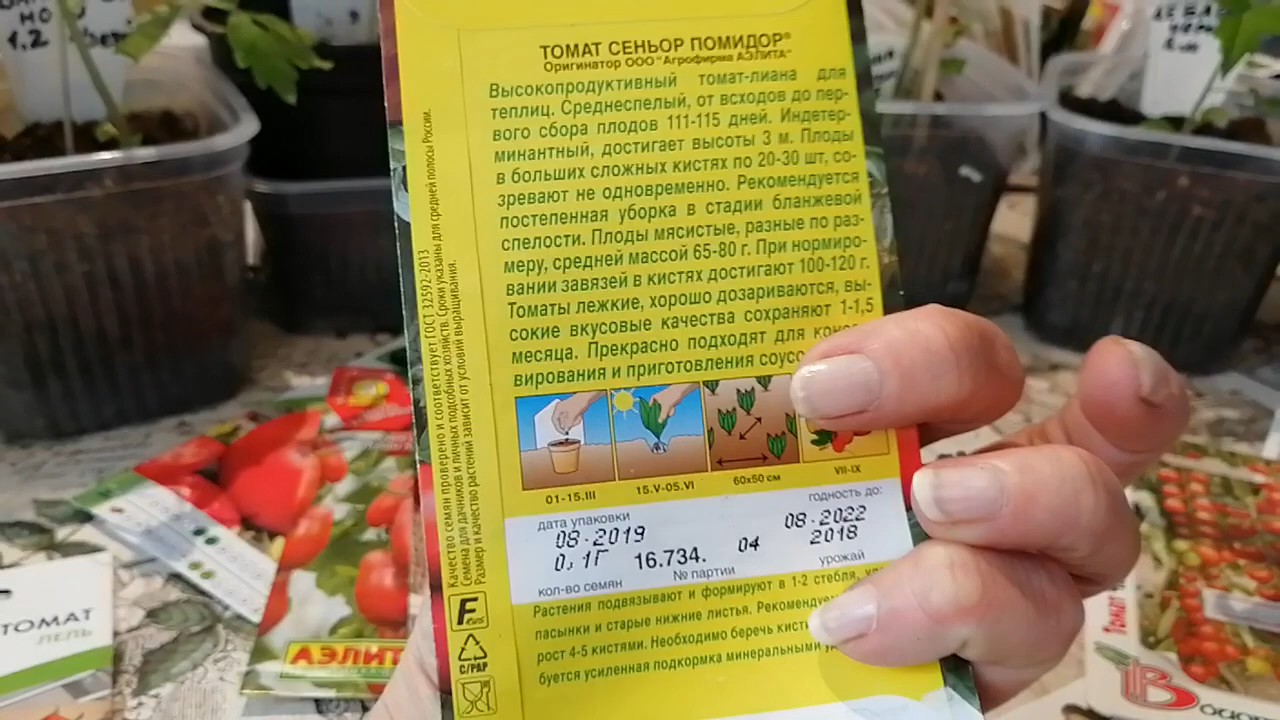 ТОМАТ СЕНЬОР ПОМИДОР®
Оригинатор ООО "Агрофирма АЭЛИТА"
Высокопродуктивный томат-лиана для
теплиц. Среднеспелый, от всходов до пер-
вого сбора плодов 111-115 дней. Индетер-
минантный, достигает высоты 3 м. Плоды
в больших сложных кистях по 20-30 шт, со-
зревают не одновременно. Рекомендуется
постепенная уборка в стадии бланжевой
спелости. Плоды мясистые, разные по раз-
меру, средней массой 65-80 г. При нормиро-
вании завязей в кистях достигают 100-120 г.
Томаты лежкие, хорошо дозариваются, вы-
сокие вкусовые качества сохраняют 1-1,5
месяца. Прекрасно подходят для
вирования и приготовления
01-15.III
15.V-05.VI
60х50 см
VII-IX
дата упаковки
годность до:
08-2019
08-2022
0,1Г 16.734. 04 2018
кол-во семян № партии урожай
Растения подвязывают и формируют в 1-2 стебля,
пасынки и старые нижние листья.
рост 4-5 кистями. Необходимо беречь
буется усиленная подкормка минеральными
Качество семян проверено и соответствует ГОСТ 32592-2013
Семена для дачников и личных подсобных хозяйств. Сроки указаны для средней полосы России.
Размер и качество растений зависит от условий выращивания.
С/РАР
НО
1,2
ТОМАТ
ЛЕЛЬ
АЭЛИТ
Томат